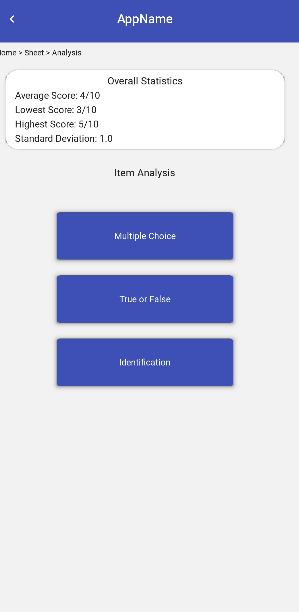 AppName
ome > Sheet > Analysis
Overall Statistics
Average Score: 4/10
Lowest Score: 3/10
Highest Score: 5/10
Standard Deviation: 1.0
Item Analysis
Multiple Choice
True or False
Identification